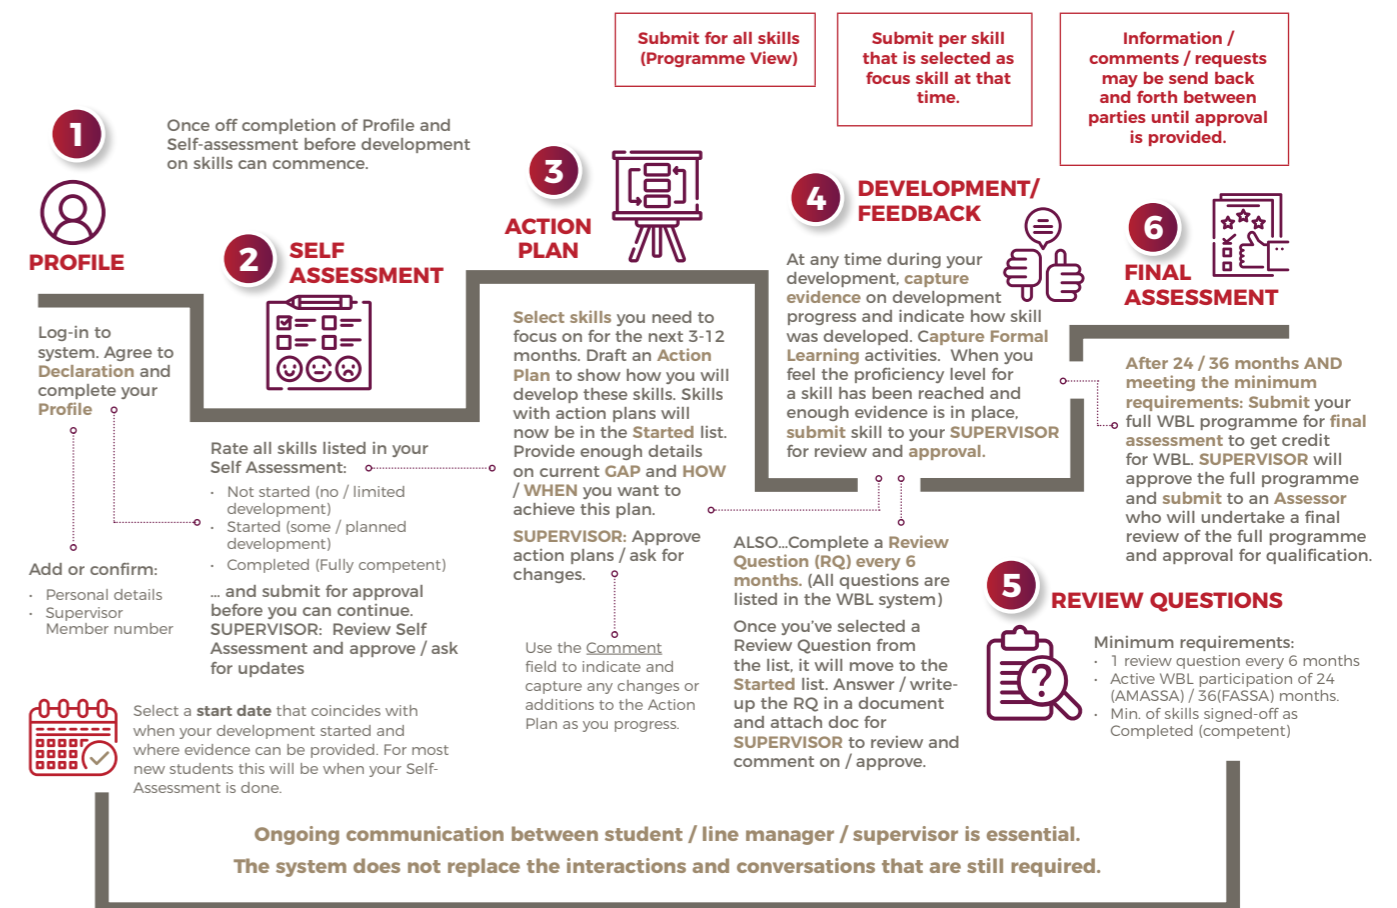 Submit for all skills
(Programme View)
Submit per skill
that is selected as
focus skill at that
time.
Information /
comments / requests
may be send back
and forth between
parties until approval
is provided.
1
Once off completion of Profile and
Self-assessment before development
on skills can commence.
PROFILE
Log-in to
system. Agree to
Declaration and
complete your
Profile
Add or confirm:
· Personal details
· Supervisor
Member number
Select a start date that coincides with
when your development started and
where evidence can be provided. For most
new students this will be when your Self-
Assessment is done.
2
SELF
ASSESSMENT
Rate all skills listed in your
Self Assessment:
· Not started (no / limited
development)
· Started (some / planned
development)
· Completed (Fully competent)
... and submit for approval
before you can continue.
SUPERVISOR: Review Self
Assessment and approve / ask
for updates
3
ACTION
PLAN
Select skills you need to
focus on for the next 3-12
months. Draft an Action
Plan to show how you will
develop these skills. Skills
with action plans will
now be in the Started list.
Provide enough details
on current GAP and HOW
/ WHEN you want to
achieve this plan.
SUPERVISOR: Approve
action plans / ask for
changes.
Use the Comment
field to indicate and
capture any changes or
additions to the Action
Plan as you progress.
4
DEVELOPMENT/
FEEDBACK
At any time during your
development, capture
evidence on development
progress and indicate how skill
was developed. Capture Formal
Learning activities. When you
feel the proficiency level for
a skill has been reached and
enough evidence is in place,
submit skill to your SUPERVISOR
for review and approval.
ALSO...Complete a Review
Question (RQ) every 6
months. (All questions are
listed in the WBL system)
Once you've selected a
Review Question from
the list, it will move to the
Started list. Answer / write-
up the RQ in a document
and attach doc for
SUPERVISOR to review and
comment on / approve.
5
REVIEW QUESTIONS
Minimum requirements:
· 1 review question every 6 months
· Active WBL participation of 24
(AMASSA) / 36(FASSA) months.
· Min. of skills signed-off as
Completed (competent)
6
FINAL
ASSESSMENT
After 24 / 36 months AND
meeting the minimum
requirements: Submit your
full WBL programme for final
assessment to get credit
for WBL. SUPERVISOR will
approve the full programme
and submit to an Assessor
who will undertake a final
review of the full programme
and approval for qualification.
Ongoing communication between student / line manager / supervisor is essential.
The system does not replace the interactions and conversations that are still required.